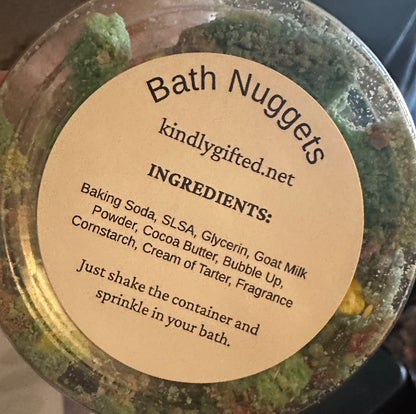 Bath Nuggets
kindlygifted.net
INGREDIENTS:
Baking Soda, SLSA, Glycerin, Goat Milk
Powder, Cocoa Butter, Bubble Up,
Cornstarch, Cream of Tarter, Fragrance
Just shake the container and
sprinkle in your bath.